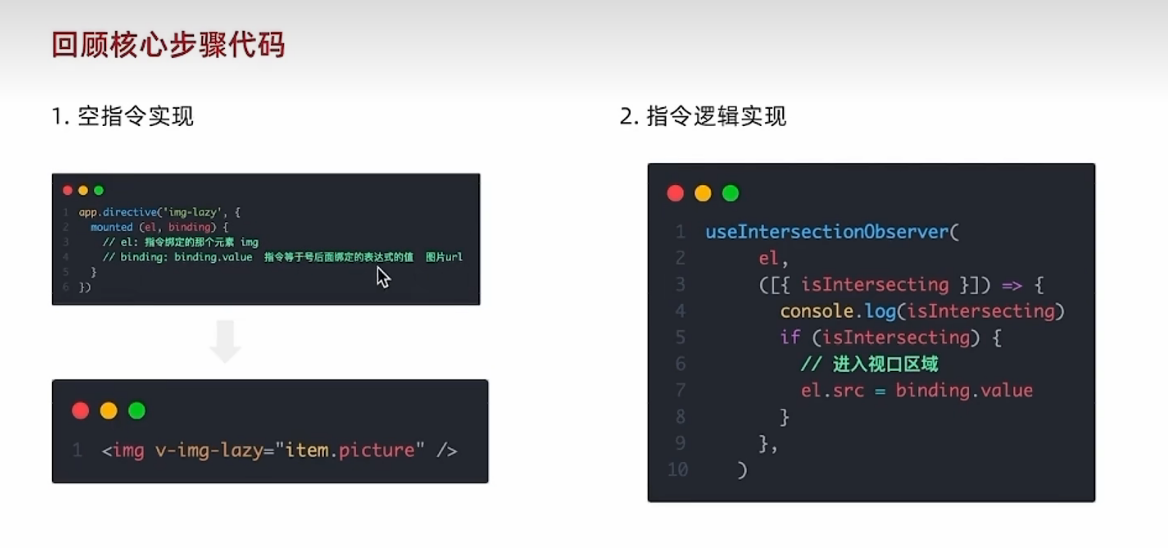 回顾核心步骤代码
1. 空指令实现
1 app.directive('img-lazy', {
2 mounted (el, binding) {
3 // el: 指令绑定的那个元素 img
4 // binding: binding.value 指令等于号后面绑定的表达式的值 图片url
5 }
6 })
1 <img v-img-lazy="item.picture" />
2. 指令逻辑实现
1 useIntersectionObserver(
2 el,
3 ([{ isIntersecting }]) => {
4 console.log(isIntersecting)
5 if (isIntersecting) {
6 // 进入视口区域
7 el.src = binding.value
8 }
9 },
10 )